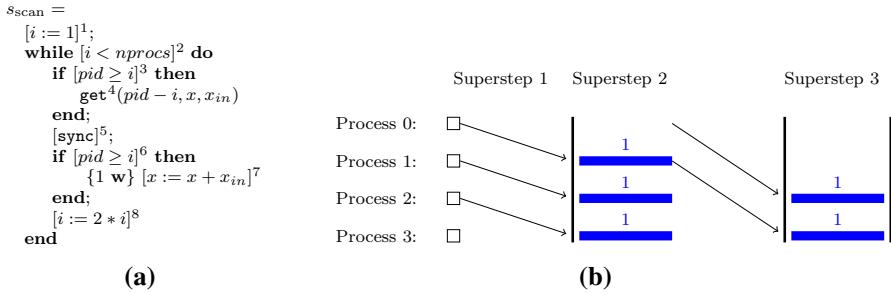 s_scan =
[i := 1]^1;
while [i < nprocs]^2 do
if [pid ≥ i]^3 then
get^4(pid − i, x, x_in)
end;
[sync]^5;
if [pid ≥ i]^6 then
{1 w} [x := x + x_in]^7
end;
[i := 2 * i]^8
end
(a)
Superstep 1 Superstep 2 Superstep 3
Process 0:
1
Process 1:
1 1
Process 2:
1 1
Process 3:
(b)